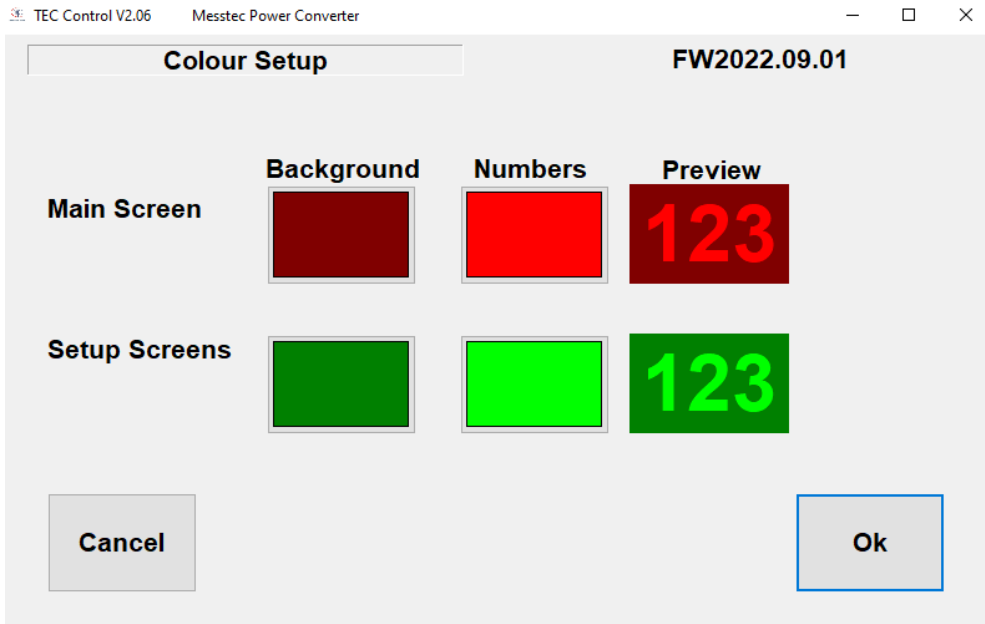 TEC Control V2.06 Messtec Power Converter
Colour Setup FW2022.09.01
Background Numbers Preview
Main Screen 123
Setup Screens 123
Cancel Ok